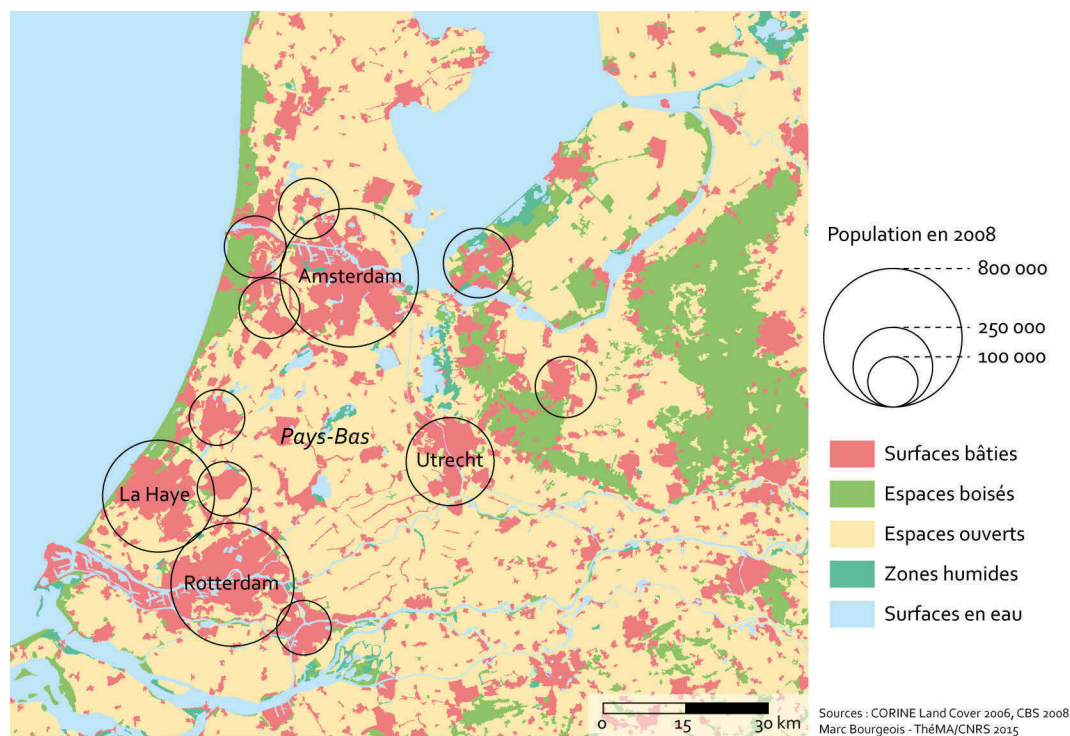 Amsterdam
Pays-Bas
Utrecht
La Haye
Rotterdam
0 15 30 km
Population en 2008
800 000
250 000
100 000
Surfaces bâties
Espaces boisés
Espaces ouverts
Zones humides
Surfaces en eau
Sources : CORINE Land Cover 2006, CBS 2008
Marc Bourgeois - ThéMA/CNRS 2015